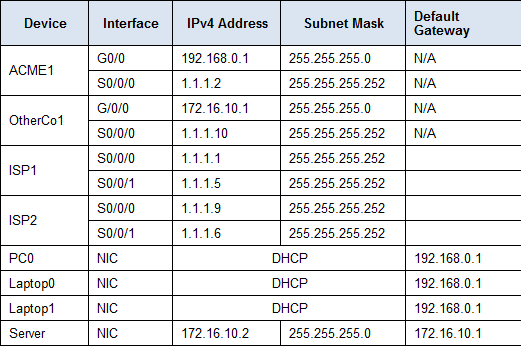 Device Interface IPv4 Address Subnet Mask Default Gateway
ACME1 G0/0 192.168.0.1 255.255.255.0 N/A
S0/0/0 1.1.1.2 255.255.255.252 N/A
OtherCo1 G/0/0 172.16.10.1 255.255.255.0 N/A
S0/0/0 1.1.1.10 255.255.255.252 N/A
ISP1 S0/0/0 1.1.1.1 255.255.255.252
S0/0/1 1.1.1.5 255.255.255.252
ISP2 S0/0/0 1.1.1.9 255.255.255.252
S0/0/1 1.1.1.6 255.255.255.252
PC0 NIC DHCP 192.168.0.1
Laptop0 NIC DHCP 192.168.0.1
Laptop1 NIC DHCP 192.168.0.1
Server NIC 172.16.10.2 255.255.255.0 172.16.10.1